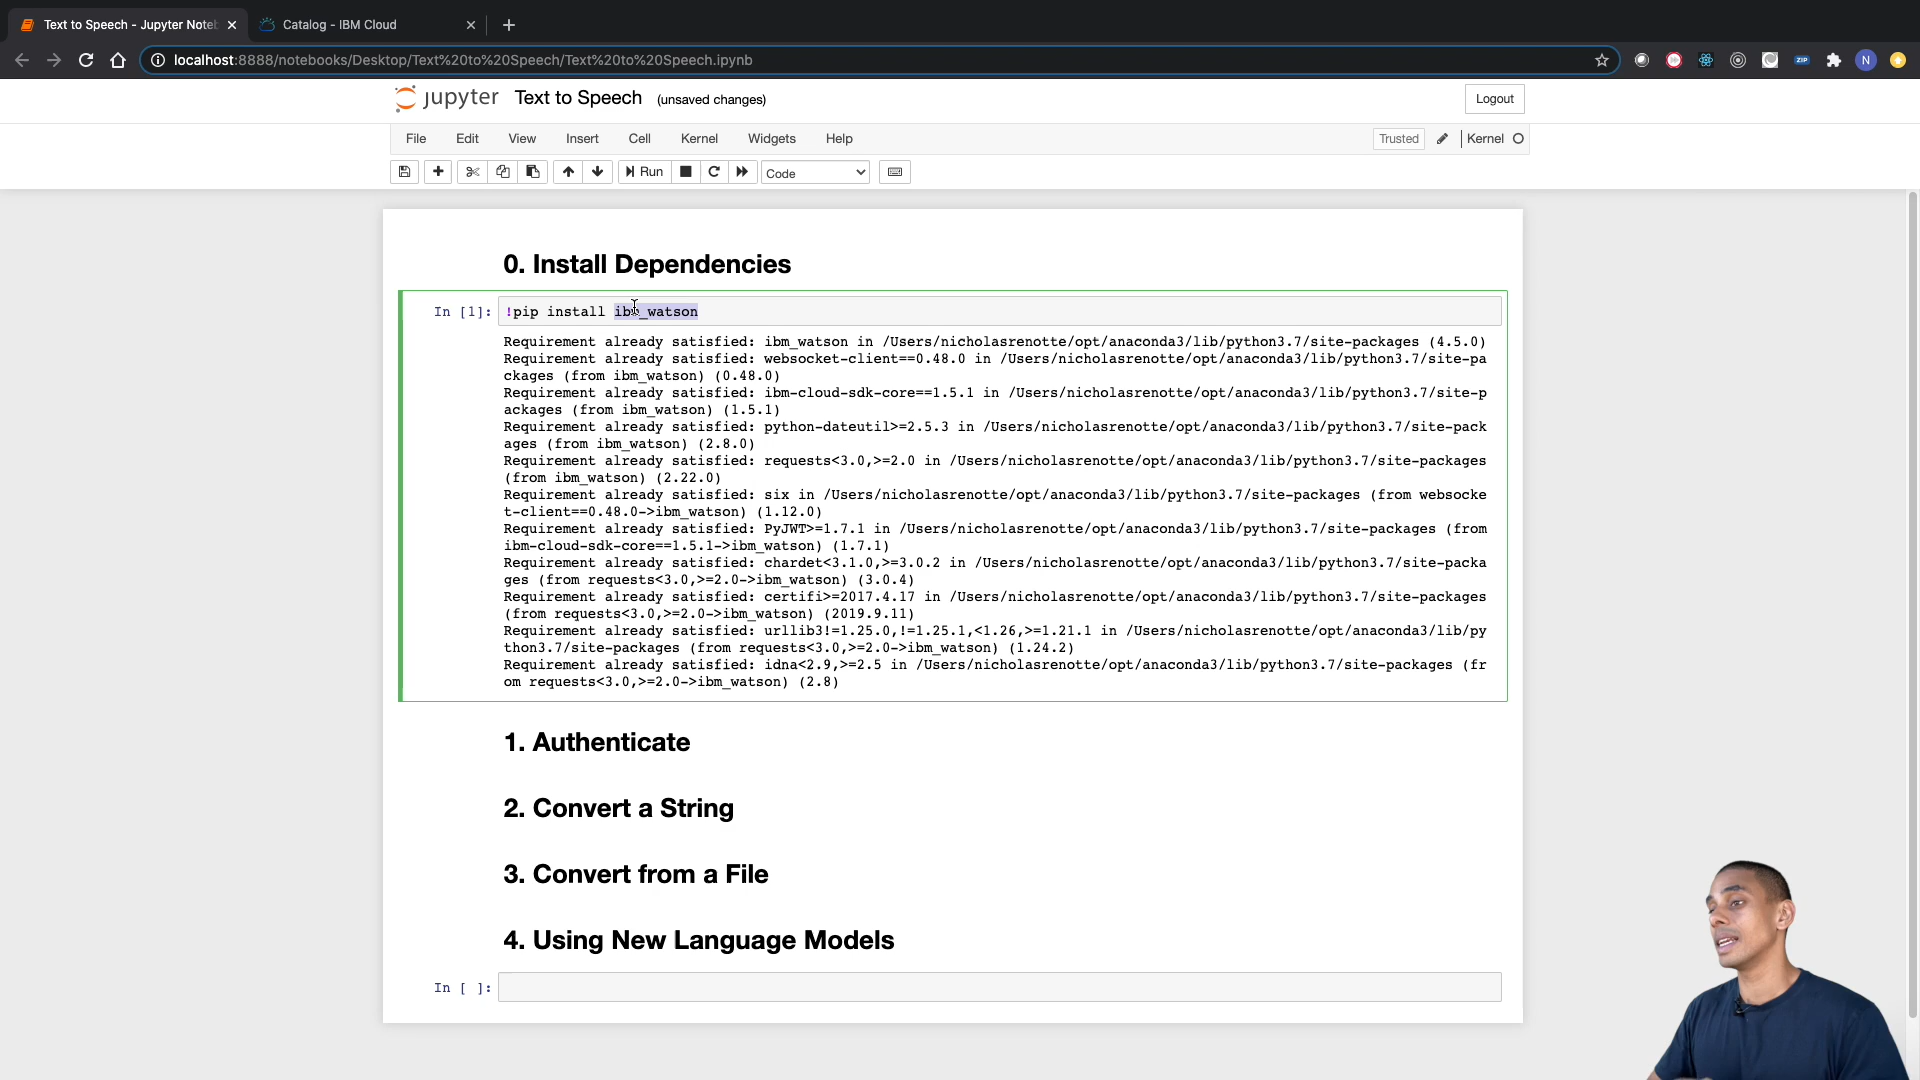 Text to Speech - Jupyter Note
Catalog - IBM Cloud
localhost:8888/notebooks/Desktop/Text%20to%20Speech/Text%20to%20Speech.ipynb
ZIP
N
jupyter Text to Speech (unsaved changes)
Logout
File Edit View Insert Cell Kernel Widgets Help
Trusted Kernel
Run Code
0. Install Dependencies
In [1]: !pip install ibm_watson
Requirement already satisfied: ibm_watson in /Users/nicholasrenotte/opt/anaconda3/lib/python3.7/site-packages (4.5.0)
Requirement already satisfied: websocket-client==0.48.0 in /Users/nicholasrenotte/opt/anaconda3/lib/python3.7/site-pa
ckages (from ibm_watson) (0.48.0)
Requirement already satisfied: ibm-cloud-sdk-core==1.5.1 in /Users/nicholasrenotte/opt/anaconda3/lib/python3.7/site-p
ackages (from ibm_watson) (1.5.1)
Requirement already satisfied: python-dateutil>=2.5.3 in /Users/nicholasrenotte/opt/anaconda3/lib/python3.7/site-pack
ages (from ibm_watson) (2.8.0)
Requirement already satisfied: requests<3.0,>=2.0 in /Users/nicholasrenotte/opt/anaconda3/lib/python3.7/site-packages
(from ibm_watson) (2.22.0)
Requirement already satisfied: six in /Users/nicholasrenotte/opt/anaconda3/lib/python3.7/site-packages (from websocke
t-client==0.48.0->ibm_watson) (1.12.0)
Requirement already satisfied: PyJWT>=1.7.1 in /Users/nicholasrenotte/opt/anaconda3/lib/python3.7/site-packages (from
ibm-cloud-sdk-core==1.5.1->ibm_watson) (1.7.1)
Requirement already satisfied: chardet<3.1.0,>=3.0.2 in /Users/nicholasrenotte/opt/anaconda3/lib/python3.7/site-packa
ges (from requests<3.0,>=2.0->ibm_watson) (3.0.4)
Requirement already satisfied: certifi>=2017.4.17 in /Users/nicholasrenotte/opt/anaconda3/lib/python3.7/site-packages
(from requests<3.0,>=2.0->ibm_watson) (2019.9.11)
Requirement already satisfied: urllib3!=1.25.0,!=1.25.1,<1.26,>=1.21.1 in /Users/nicholasrenotte/opt/anaconda3/lib/py
thon3.7/site-packages (from requests<3.0,>=2.0->ibm_watson) (1.24.2)
Requirement already satisfied: idna<2.9,>=2.5 in /Users/nicholasrenotte/opt/anaconda3/lib/python3.7/site-packages (fr
om requests<3.0,>=2.0->ibm_watson) (2.8)
1. Authenticate
2. Convert a String
3. Convert from a File
4. Using New Language Models
In [ ]: